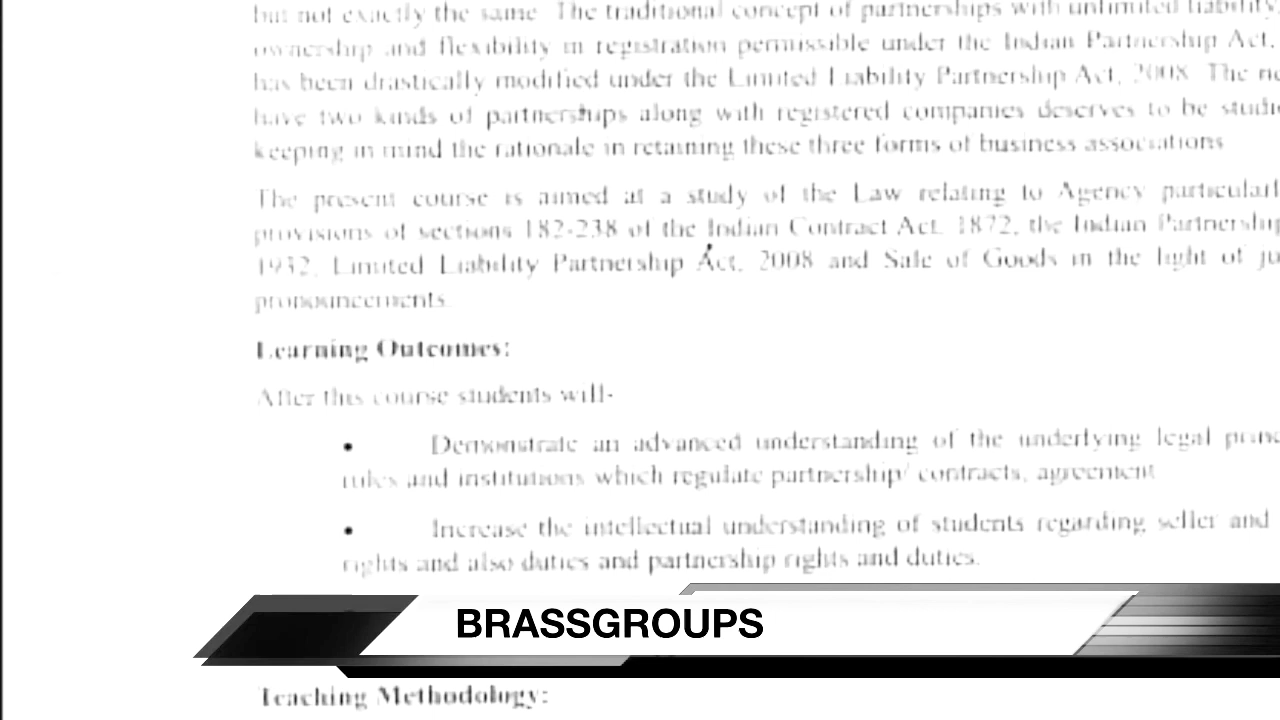 but not exactly the same. The traditional concept of partnerships with unlimited liability,
ownership and flexibility in registration permissible under the Indian Partnership Act,
has been drastically modified under the Limited Liability Partnership Act, 2008. The
have two kinds of partnerships along with registered companies deserves to be
keeping in mind the rationale in retaining these three forms of business associations
The present course is aimed at a study of the Law relating to Agency
provisions of sections 182-238 of the Indian Contract Act, 1872, the Indian
1932, Limited Liability Partnership Act, 2008 and Sale of Goods in the light of
pronouncements.
Learning Outcomes:
After this course students will-
• Demonstrate an advanced understanding of the underlying legal
rules and institutions which regulate partnership/ contracts, agreement
• Increase the intellectual understanding of students regarding seller and
rights and also duties and partnership rights and duties.
BRASSGROUPS
Teaching Methodology: